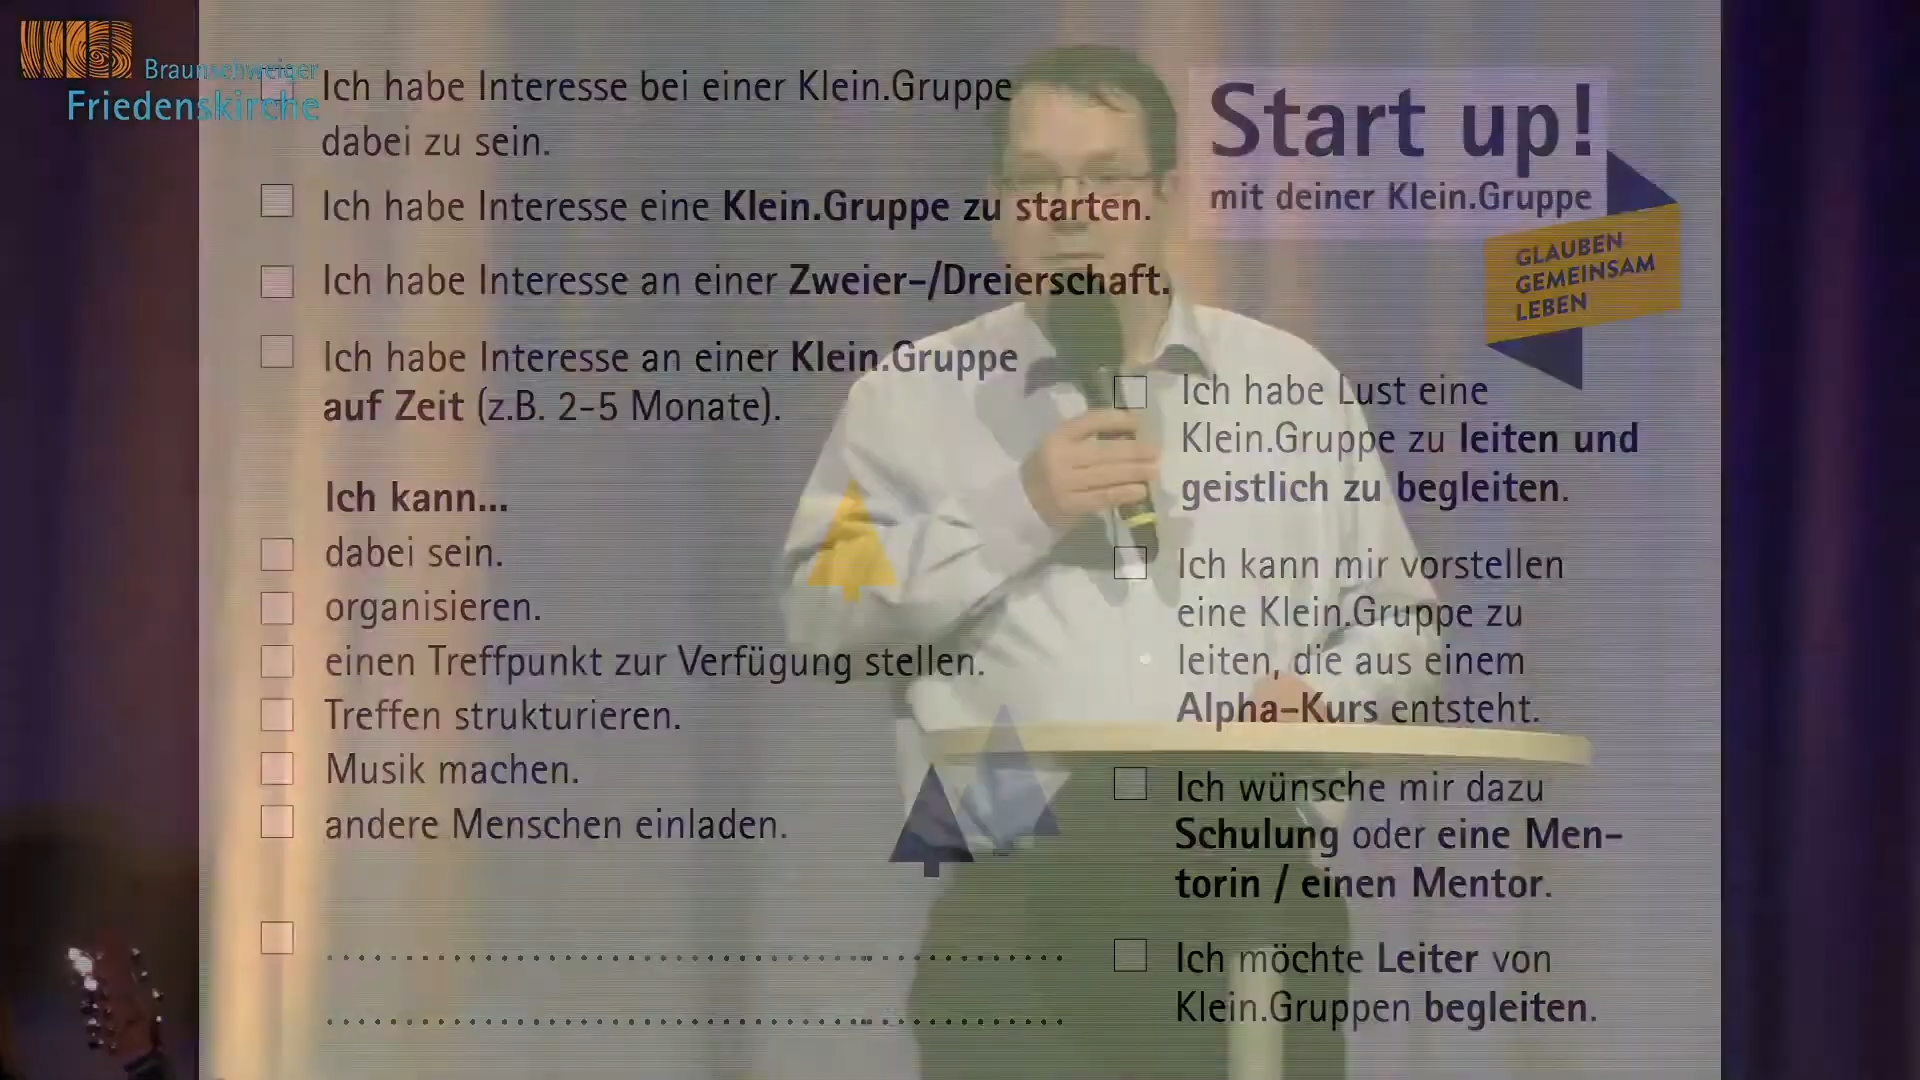 Braunschweiger
Friedenskirche
Ich habe Interesse bei einer Klein.Gruppe
dabei zu sein.
Ich habe Interesse eine Klein.Gruppe zu starten.
Ich habe Interesse an einer Zweier-/Dreierschaft.
Ich habe Interesse an einer Klein.Gruppe
auf Zeit (z.B. 2-5 Monate).
Ich kann...
dabei sein.
organisieren.
einen Treffpunkt zur Verfügung stellen.
Treffen strukturieren.
Musik machen.
andere Menschen einladen.
Start up!
mit deiner Klein.Gruppe
GLAUBEN
GEMEINSAM
LEBEN
Ich habe Lust eine
Klein.Gruppe zu leiten und
geistlich zu begleiten.
Ich kann mir vorstellen
eine Klein.Gruppe zu
leiten, die aus einem
Alpha-Kurs entsteht.
Ich wünsche mir dazu
Schulung oder eine Men-
torin / einen Mentor.
Ich möchte Leiter von
Klein.Gruppen begleiten.